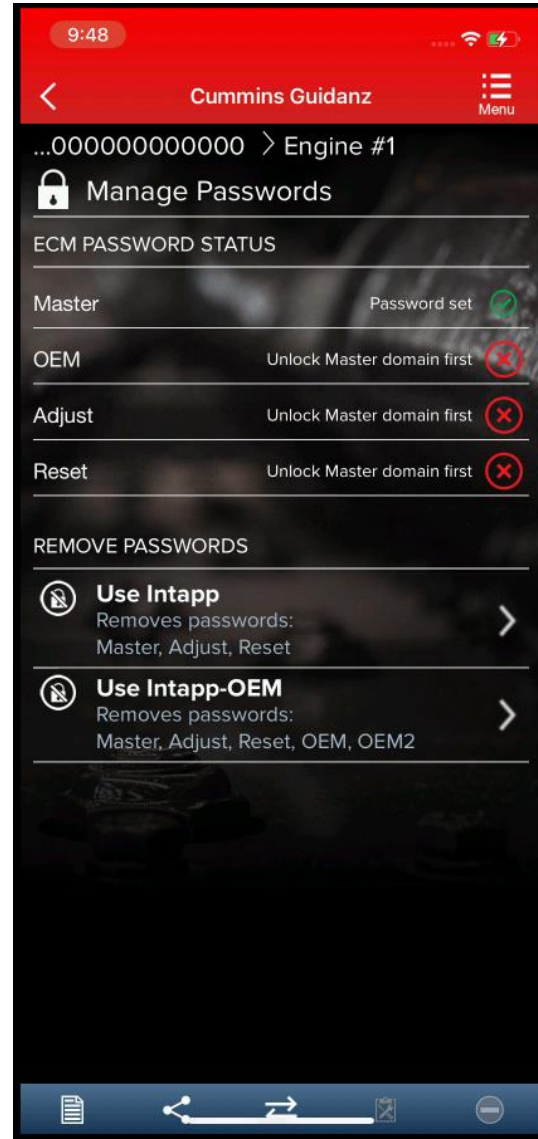 9:48
Cummins Guidanz
Menu
...000000000000 > Engine #1
Manage Passwords
ECM PASSWORD STATUS
Master Password set
OEM Unlock Master domain first
Adjust Unlock Master domain first
Reset Unlock Master domain first
REMOVE PASSWORDS
Use Intapp
Removes passwords:
Master, Adjust, Reset
Use Intapp-OEM
Removes passwords:
Master, Adjust, Reset, OEM, OEM2